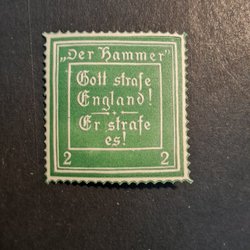 „Der Hammer”
Gott strafe
England!
Er strafe
es!
2 2